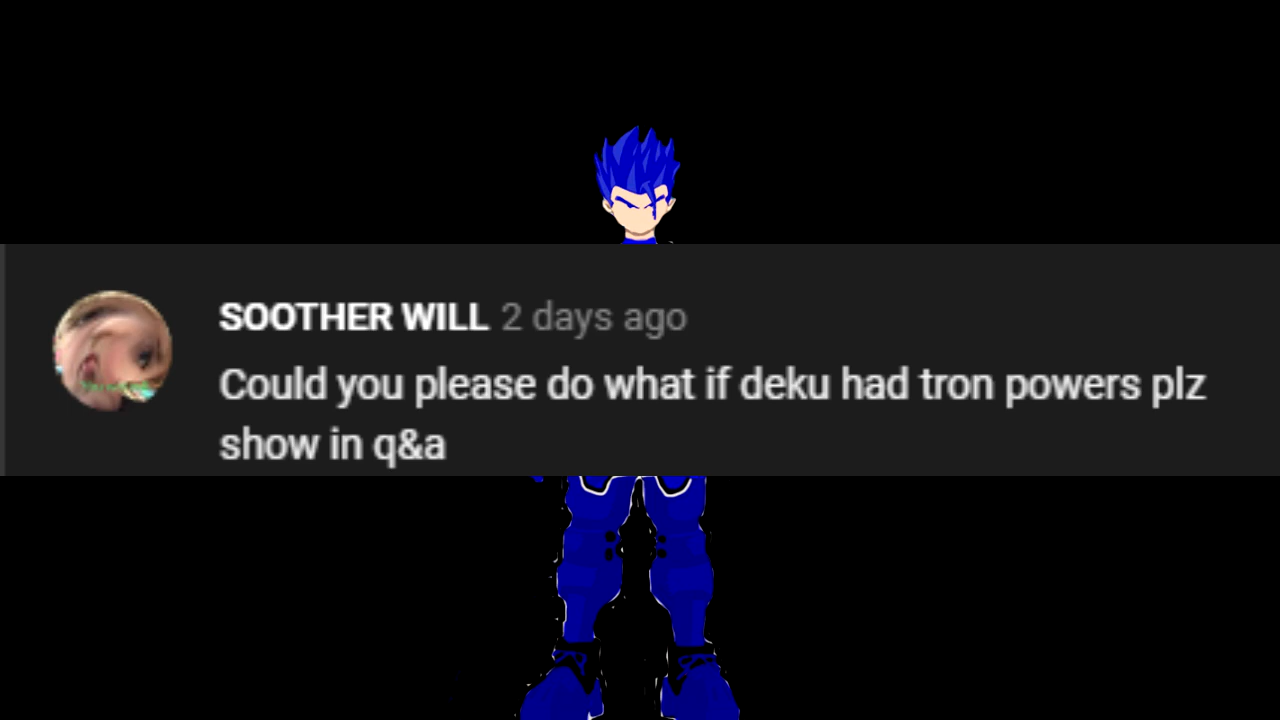 SOOTHER WILL 2 days ago
Could you please do what if deku had tron powers plz
show in q&a